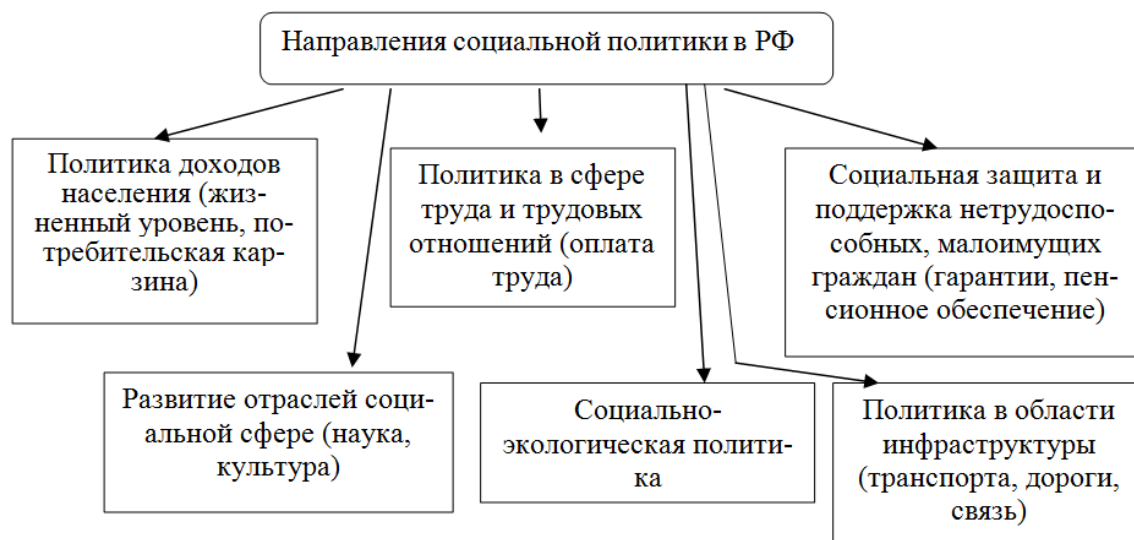 Направления социальной политики в РФ
Политика доходов
населения (жиз-
ненный уровень, по-
требительская кар-
зина)
Политика в сфере
труда и трудовых
отношений (оплата
труда)
Социальная защита и
поддержка нетрудоспо-
собных, малоимущих
граждан (гарантии, пен-
сионное обеспечение)
Развитие отраслей соци-
альной сфере (наука,
культура)
Социально-
экологическая полити-
ка
Политика в области
инфраструктуры
(транспорта, дороги,
связь)